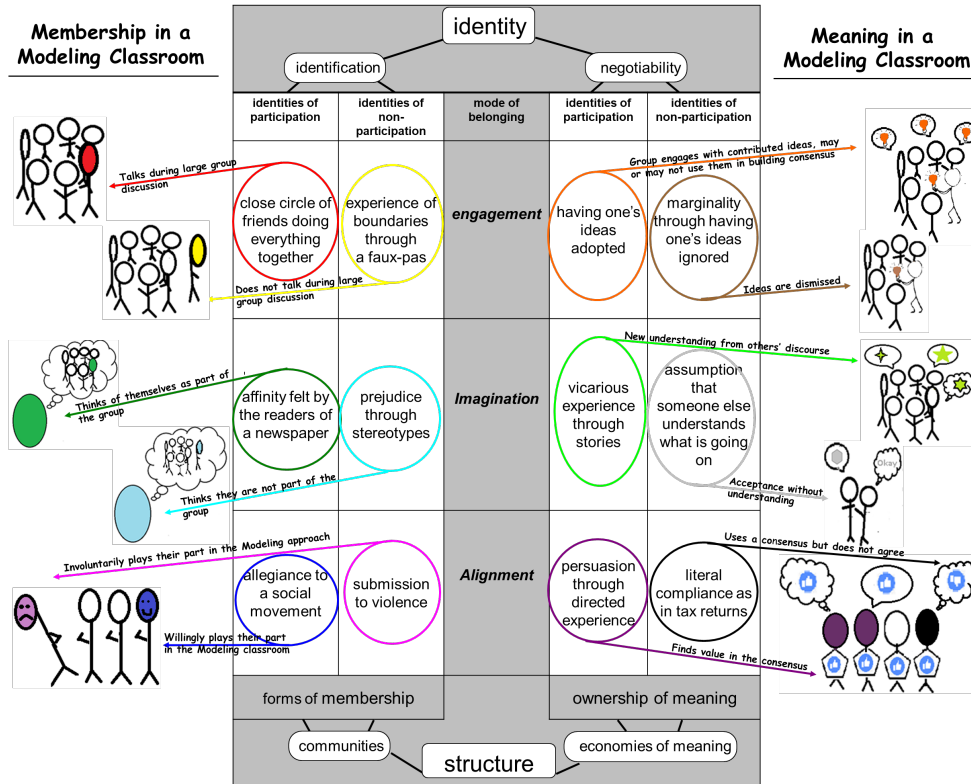 identity
Membership in a
Modeling Classroom
Meaning in a
Modeling Classroom
identification
negotiability
identities of
participation
identities of
non-
participation
mode of
belonging
identities of
participation
identities of
non-participation
Talks during large group
discussion
Group engages with contributed ideas, may
or may not use them in building consensus
close circle of
friends doing
everything
together
experience of
boundaries
through
a faux-pas
engagement
having one's
ideas
adopted
marginality
through having
one's ideas
ignored
Does not talk during large
group discussion
Ideas are dismissed
New understanding from others' discourse
Thinks of themselves as part of
the group
affinity felt by
the readers of
a newspaper
prejudice
through
stereotypes
Imagination
vicarious
experience
through
stories
assumption
that
someone else
understands
what is going
on
Okay
Thinks they are not part of the
group
Acceptance without
understanding
Involuntarily plays their part in the Modeling approach
Uses a consensus but does not agree
allegiance to
a social
movement
submission
to violence
Alignment
persuasion
through
directed
experience
literal
compliance as
in tax returns
Willingly plays their part
in the Modeling classroom
Finds value in the consensus
forms of membership
ownership of meaning
communities
economies of meaning
structure